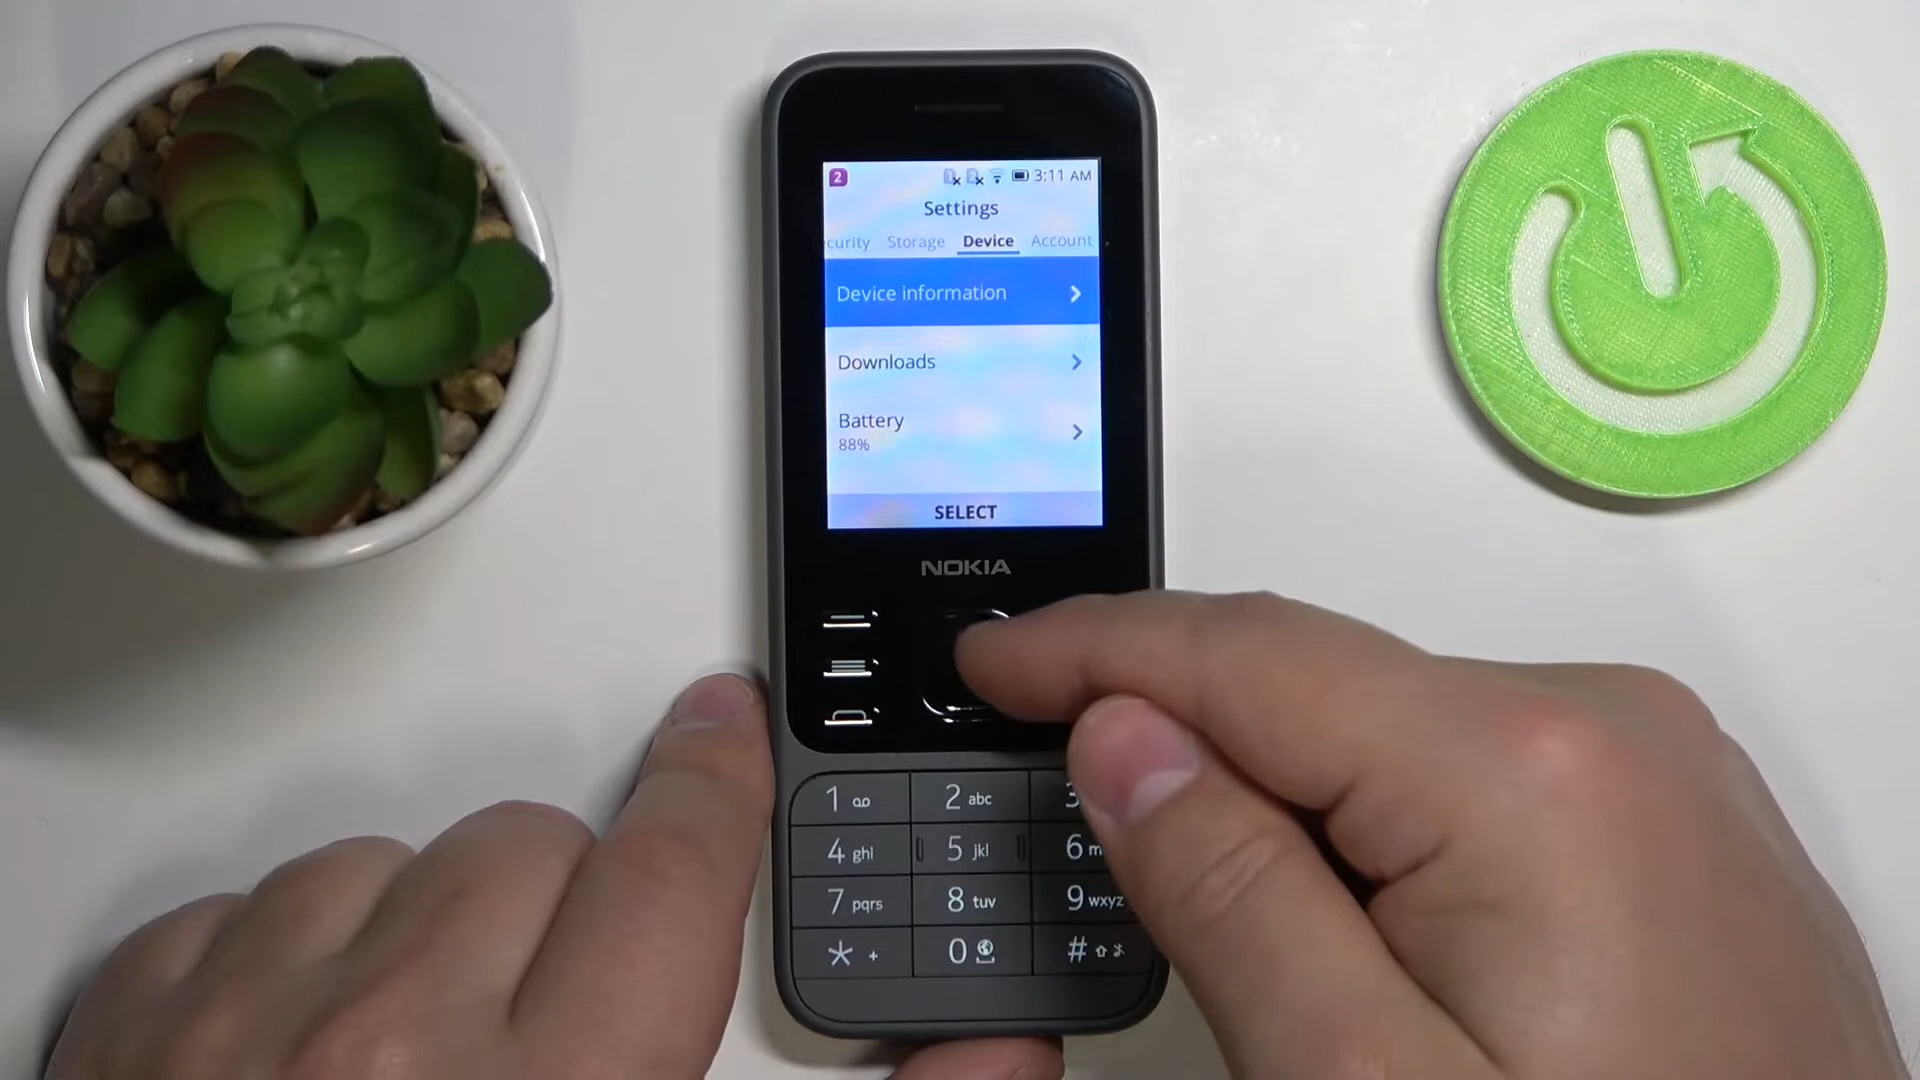 2 3:11 AM
Settings
curity Storage Device Account
Device information
Downloads
Battery
88%
SELECT
NOKIA
1 2 abc 3
4 ghi 5 jkl 6 m
7 pqrs 8 tuv 9 wxyz
* + 0 #